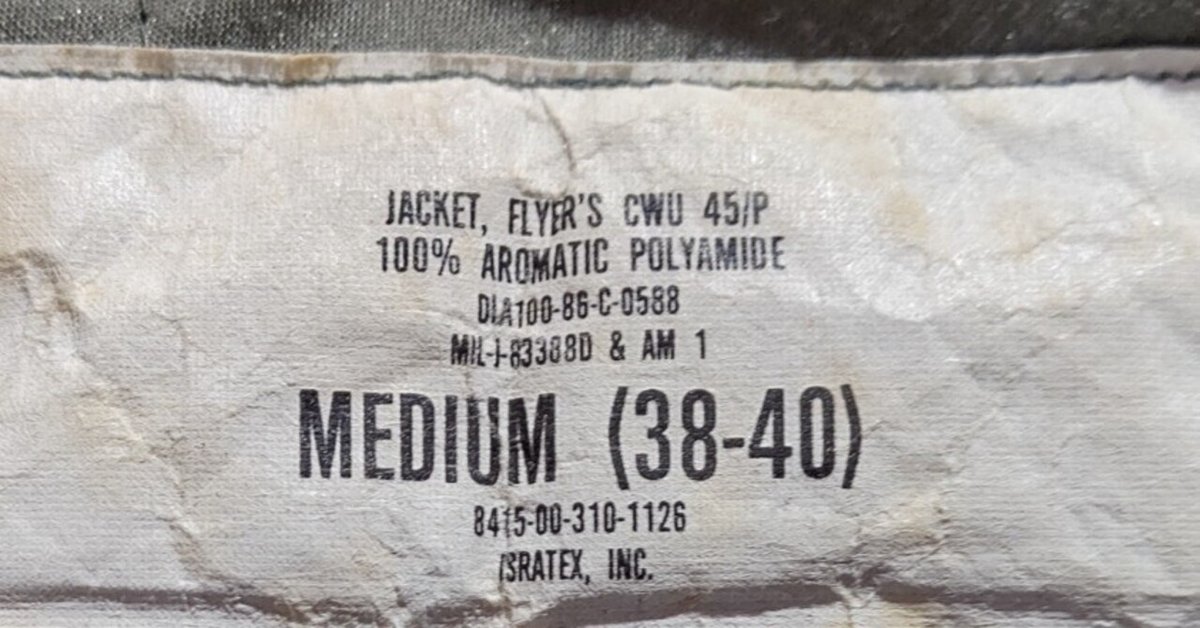 JACKET, FLYER'S CWU 45/P
100% AROMATIC POLYAMIDE
DLA100-86-C-0588
MIL-J-83388D & AM 1
MEDIUM (38-40)
8415-00-310-1126
ISRATEX, INC.